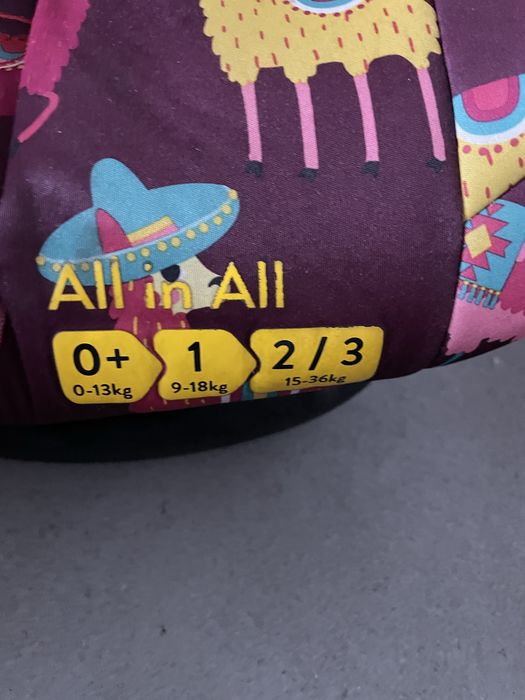 All in All
0+ 1 2 / 3
0-13kg 9-18kg 15-36kg